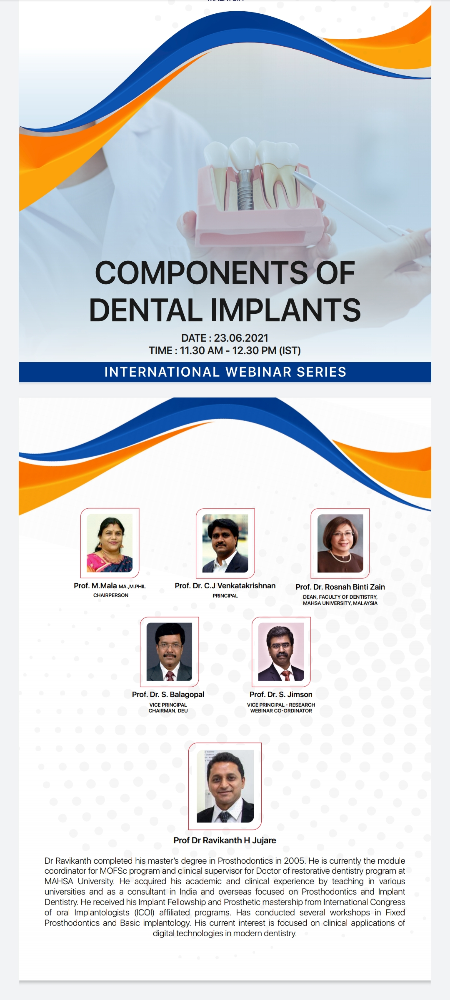 COMPONENTS OF
DENTAL IMPLANTS
DATE : 23.06.2021
TIME : 11.30 AM - 12.30 PM (IST)
INTERNATIONAL WEBINAR SERIES
Prof. M.Mala MA.,M.PHIL
CHAIRPERSON
Prof. Dr. C.J Venkatakrishnan
PRINCIPAL
Prof. Dr. Rosnah Binti Zain
DEAN, FACULTY OF DENTISTRY,
MAHSA UNIVERSITY, MALAYSIA
Prof. Dr. S. Balagopal
VICE PRINCIPAL
CHAIRMAN, DEU
Prof. Dr. S. Jimson
VICE PRINCIPAL - RESEARCH
WEBINAR CO-ORDINATOR
Prof Dr Ravikanth H Jujare
Dr Ravikanth completed his master's degree in Prosthodontics in 2005. He is currently the module
coordinator for MOFSc program and clinical supervisor for Doctor of restorative dentistry program at
MAHSA University. He acquired his academic and clinical experience by teaching in various
universities and as a consultant in India and overseas focused on Prosthodontics and Implant
Dentistry. He received his Implant Fellowship and Prosthetic mastership from International Congress
of oral Implantologists (ICOI) affiliated programs. Has conducted several workshops in Fixed
Prosthodontics and Basic implantology. His current interest is focused on clinical applications of
digital technologies in modern dentistry.